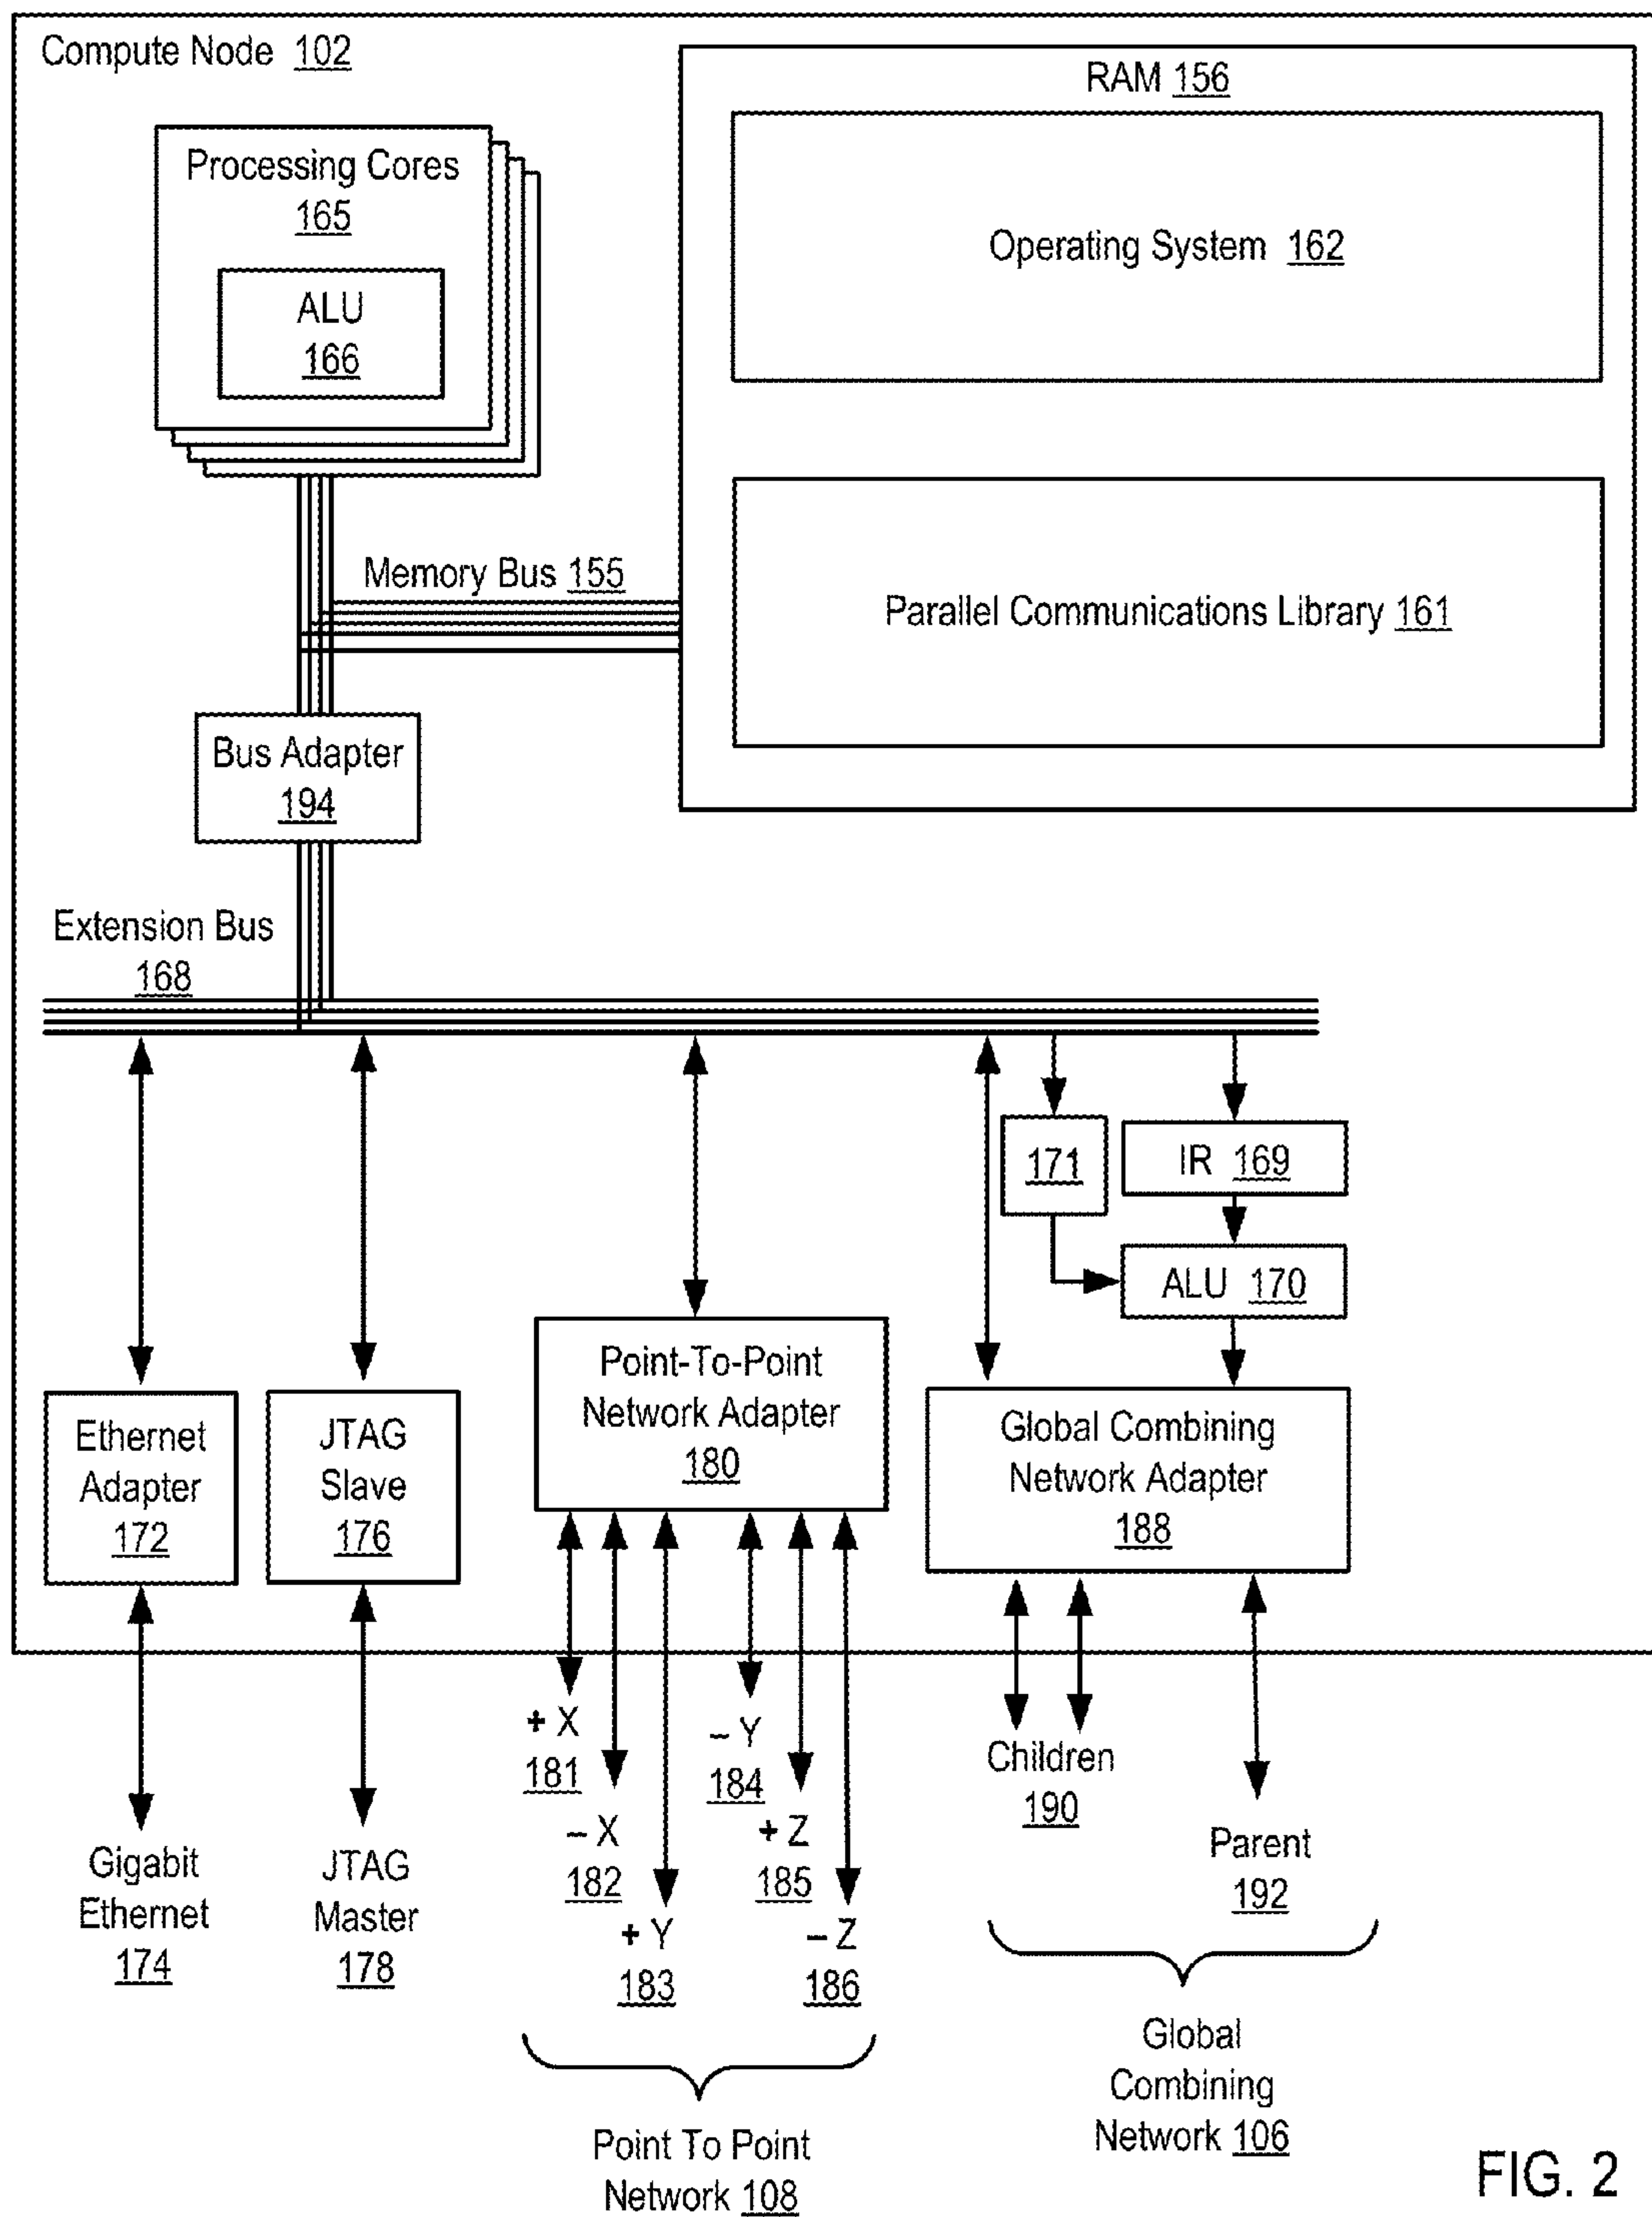 Compute Node 102
RAM 156
Processing Cores
165
ALU
166
Operating System 162
Memory Bus 155
Parallel Communications Library 161
Bus Adapter
194
Extension Bus
168
171
IR 169
ALU 170
Point-To-Point
Network Adapter
180
Global Combining
Network Adapter
188
Ethernet
Adapter
172
JTAG
Slave
176
+ X
181
– X
182
+ Y
183
– Y
184
+ Z
185
– Z
186
Children
190
Parent
192
Gigabit
Ethernet
174
JTAG
Master
178
Point To Point
Network 108
Global
Combining
Network 106
FIG. 2